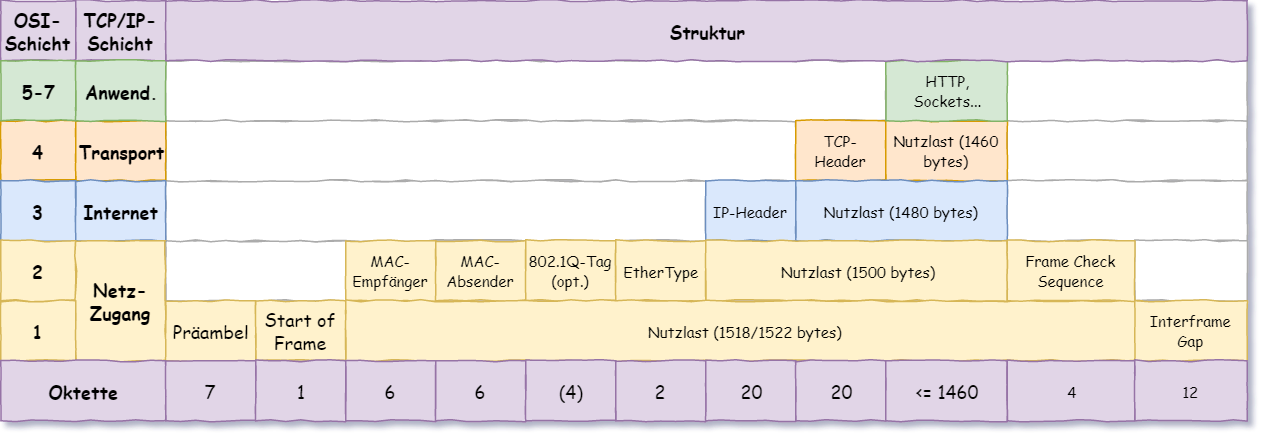 OSI-
Schicht
TCP/IP-
Schicht
Struktur
5-7
Anwend.
HTTP,
Sockets...
4
Transport
TCP-
Header
Nutzlast (1460
bytes)
3
Internet
IP-Header
Nutzlast (1480 bytes)
2
Netz-
Zugang
MAC-
Empfänger
MAC-
Absender
802.1Q-Tag
(opt.)
EtherType
Nutzlast (1500 bytes)
Frame Check
Sequence
1
Präambel
Start of
Frame
Nutzlast (1518/1522 bytes)
Interframe
Gap
Oktette
7
1
6
6
(4)
2
20
20
<= 1460
4
12